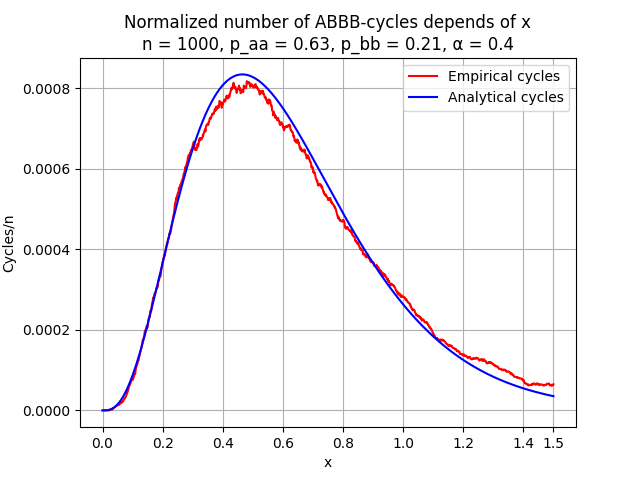 Normalized number of ABBB-cycles depends of x
n = 1000, p_aa = 0.63, p_bb = 0.21, α = 0.4
Empirical cycles
Analytical cycles
Cycles/n
0.0008
0.0006
0.0004
0.0002
0.0000
0.0 0.2 0.4 0.6 0.8 1.0 1.2 1.4 1.5
x